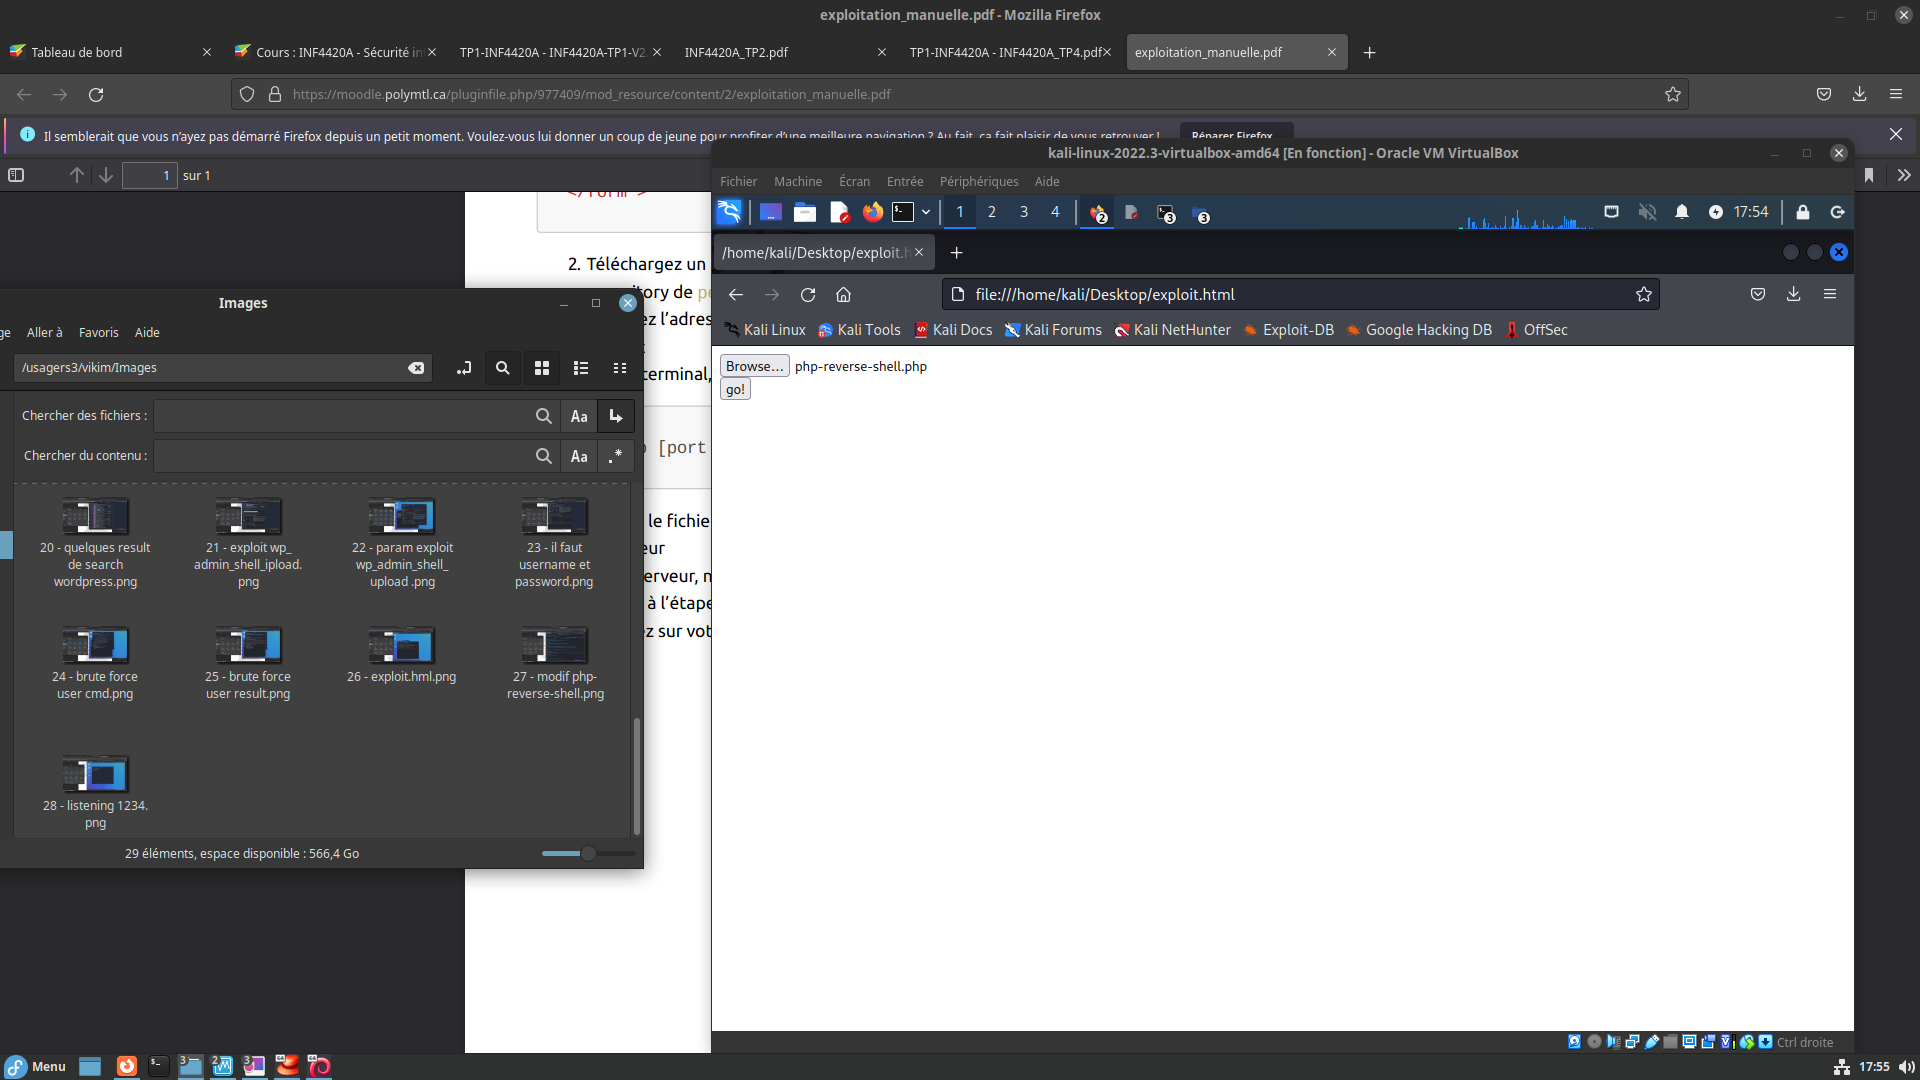 exploitation_manuelle.pdf - Mozilla Firefox
Tableau de bord
Cours : INF4420A - Sécurité in
TP1-INF4420A - INF4420A-TP1-V2
INF4420A_TP2.pdf
TP1-INF4420A - INF4420A_TP4.pdf
exploitation_manuelle.pdf
https://moodle.polymtl.ca/pluginfile.php/977409/mod_resource/content/2/exploitation_manuelle.pdf
Il semblerait que vous n'ayez pas démarré Firefox depuis un petit moment. Voulez-vous lui donner un coup de jeune pour profiter d'une meilleure navigation ? Au fait, ça fait plaisir de vous retrouver !
Réparer Firefox
1 sur 1
2. Téléchargez un
tory de pe
ez l'adres
terminal,
[port
le fichie
eur
erveur, m
à l'étape
z sur vot
Images
ge Aller à Favoris Aide
/usagers3/vikim/Images
Chercher des fichiers :
Aa
Chercher du contenu :
Aa
.*
20 - quelques result
de search
wordpress.png
21 - exploit wp_
admin_shell_ipload.
png
22 - param exploit
wp_admin_shell_
upload .png
23 - il faut
username et
password.png
24 - brute force
user cmd.png
25 - brute force
user result.png
26 - exploit.hml.png
27 - modif php-
reverse-shell.png
28 - listening 1234.
png
29 éléments, espace disponible : 566,4 Go
kali-linux-2022.3-virtualbox-amd64 [En fonction] - Oracle VM VirtualBox
Fichier Machine Écran Entrée Périphériques Aide
1 2 3 4
2
3
3
17:54
/home/kali/Desktop/exploit.h
file:///home/kali/Desktop/exploit.html
Kali Linux Kali Tools Kali Docs Kali Forums Kali NetHunter Exploit-DB Google Hacking DB OffSec
Browse... php-reverse-shell.php
go!
Ctrl droite
Menu
3
2
3
17:55